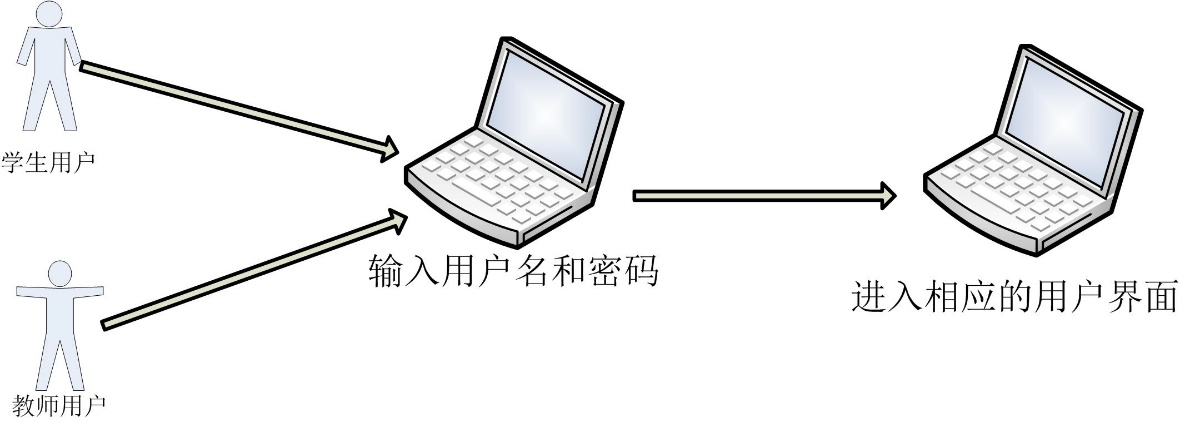 学生用户
输入用户名和密码
进入相应的用户界面
教师用户